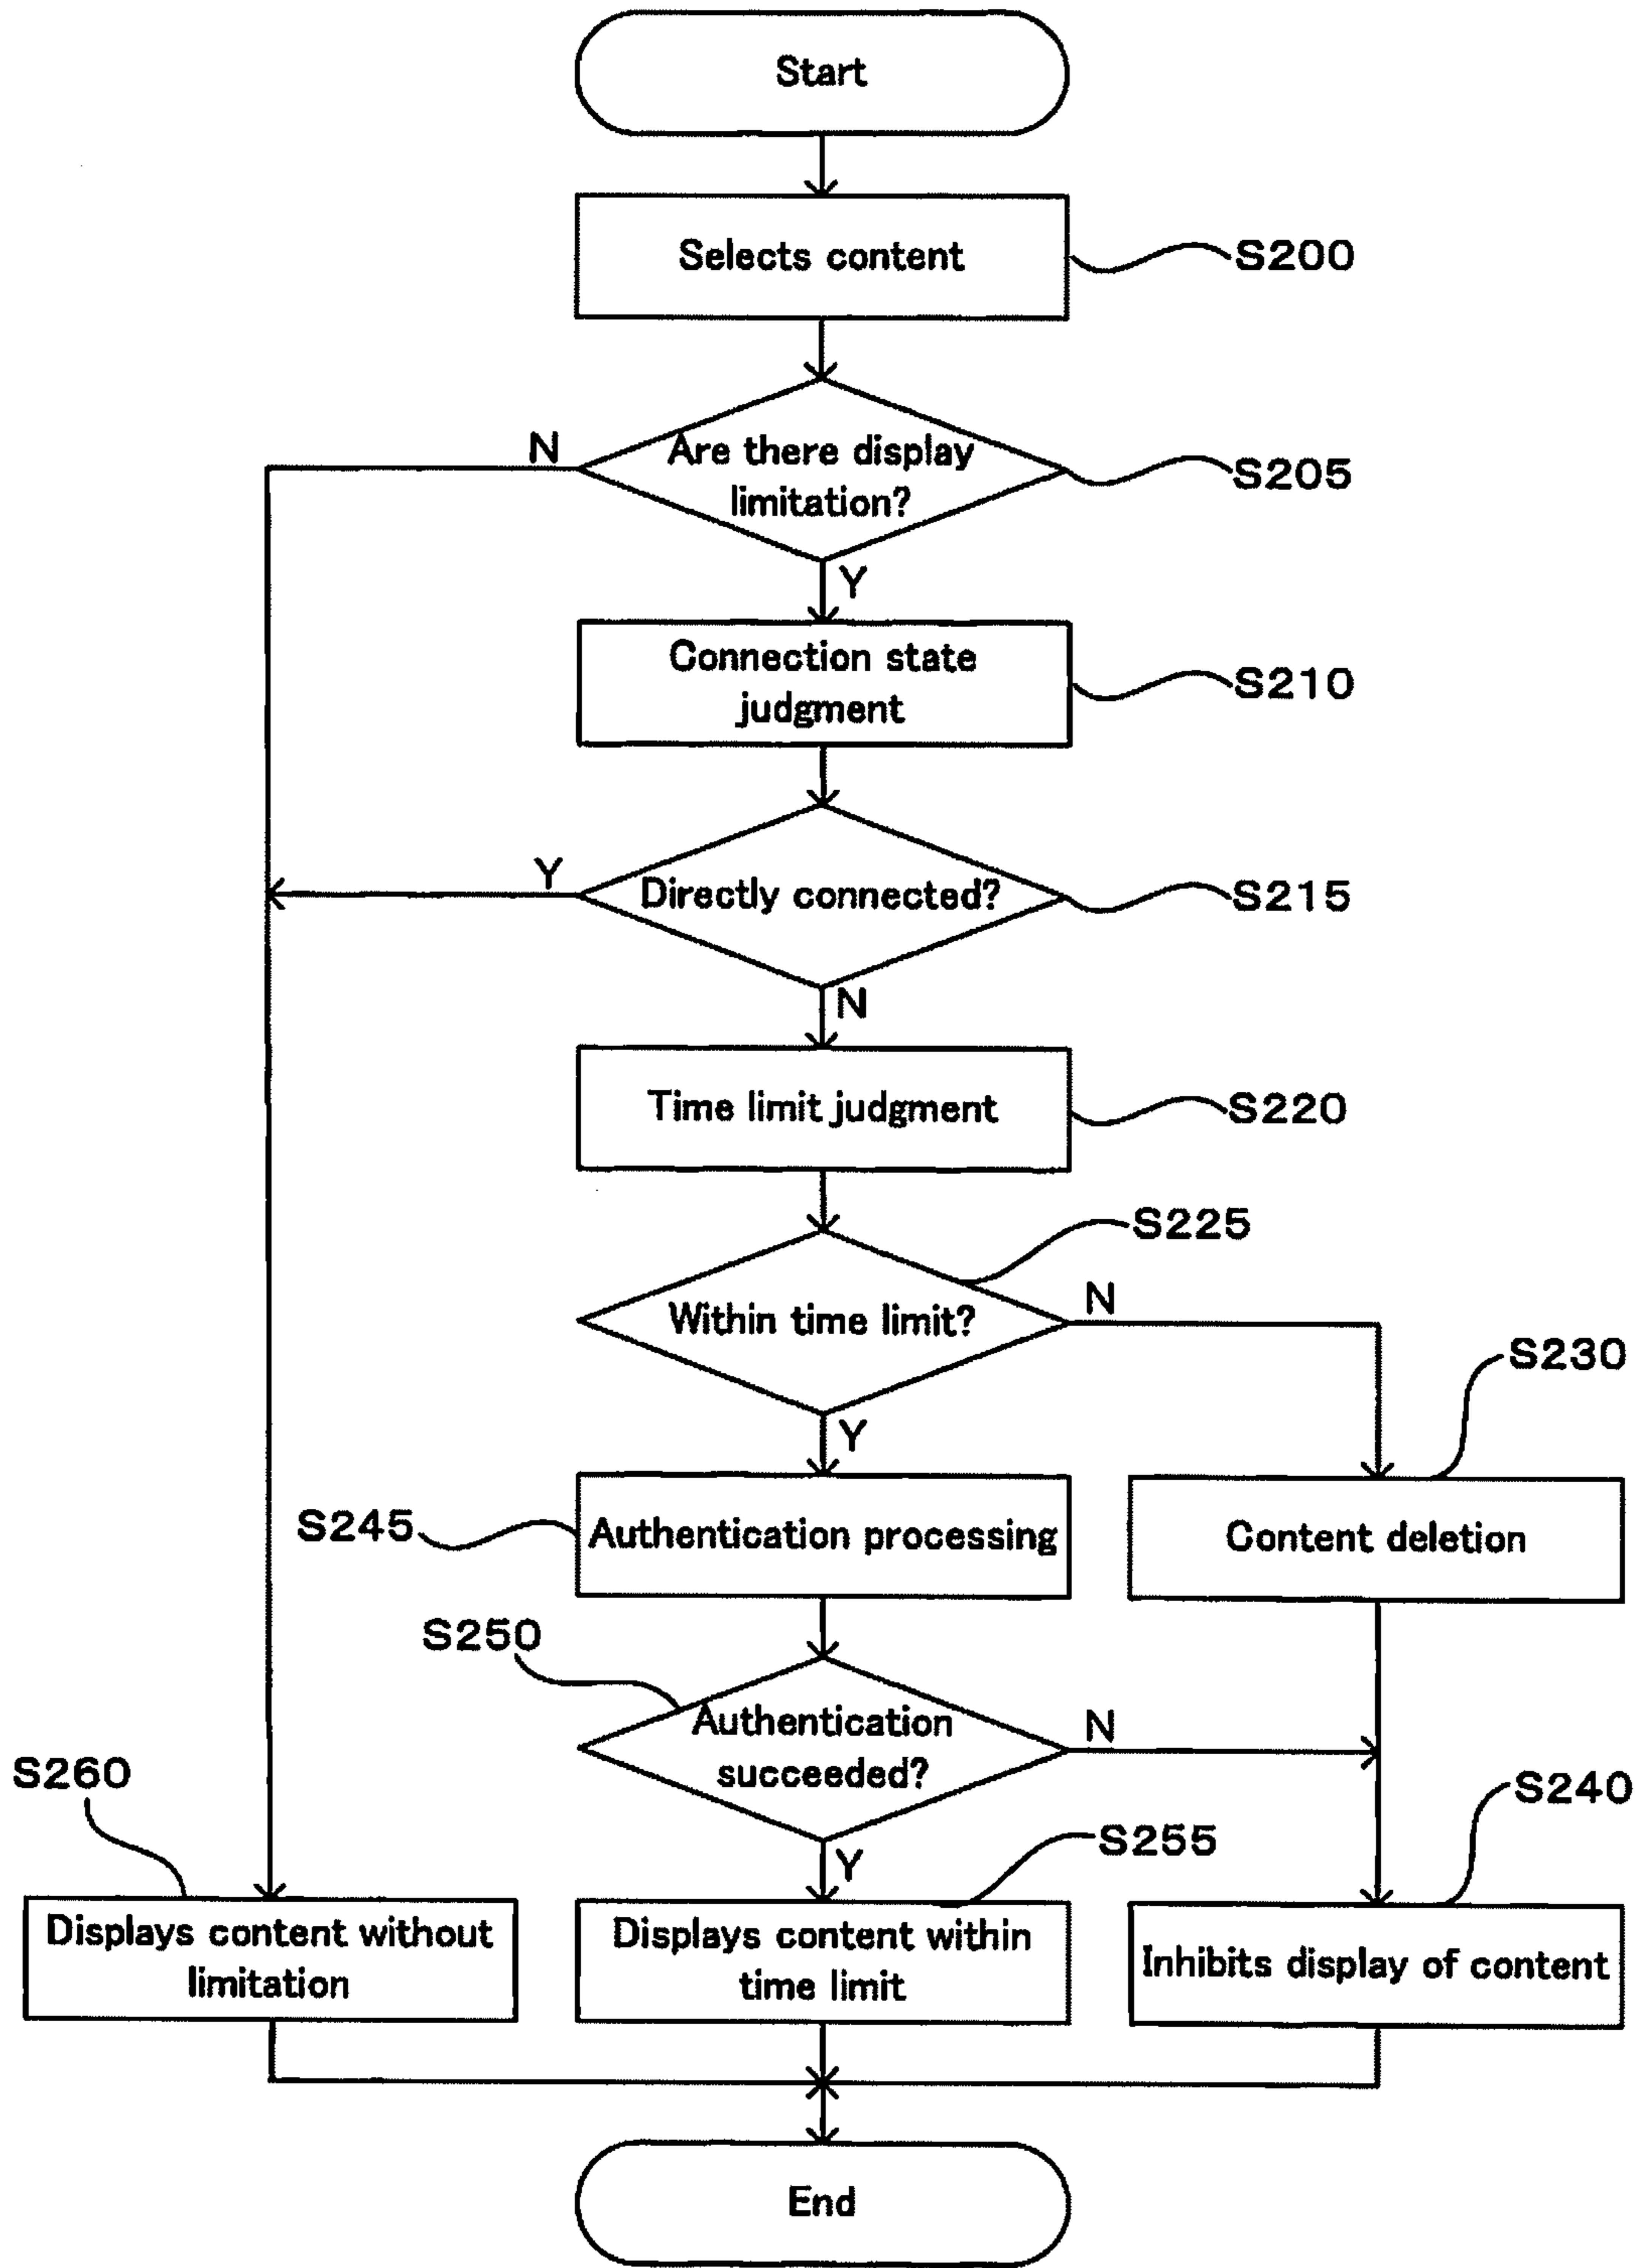 Start
Selects content
S200
N
Are there display
limitation?
S205
Y
Connection state
judgment
S210
Y
Directly connected?
S215
N
Time limit judgment
S220
S225
Within time limit?
N
S230
Y
S245
Authentication processing
Content deletion
S250
Authentication
succeeded?
N
S260
S240
S255
Y
Displays content without
limitation
Displays content within
time limit
Inhibits display of content
End